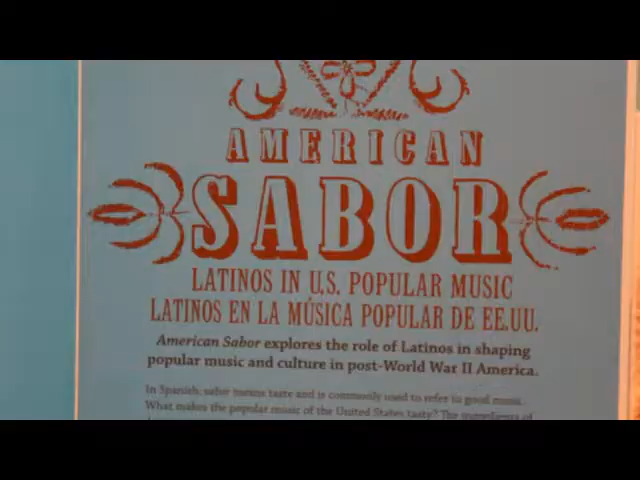 AMERICAN
SABOR
LATINOS IN U.S. POPULAR MUSIC
LATINOS EN LA MÚSICA POPULAR DE EE.UU.
American Sabor explores the role of Latinos in shaping
popular music and culture in post-World War II America.
In Spanish, sabor means taste and is commonly used to refer to good music.
What makes the popular music of the United States tasty? The ingredients of